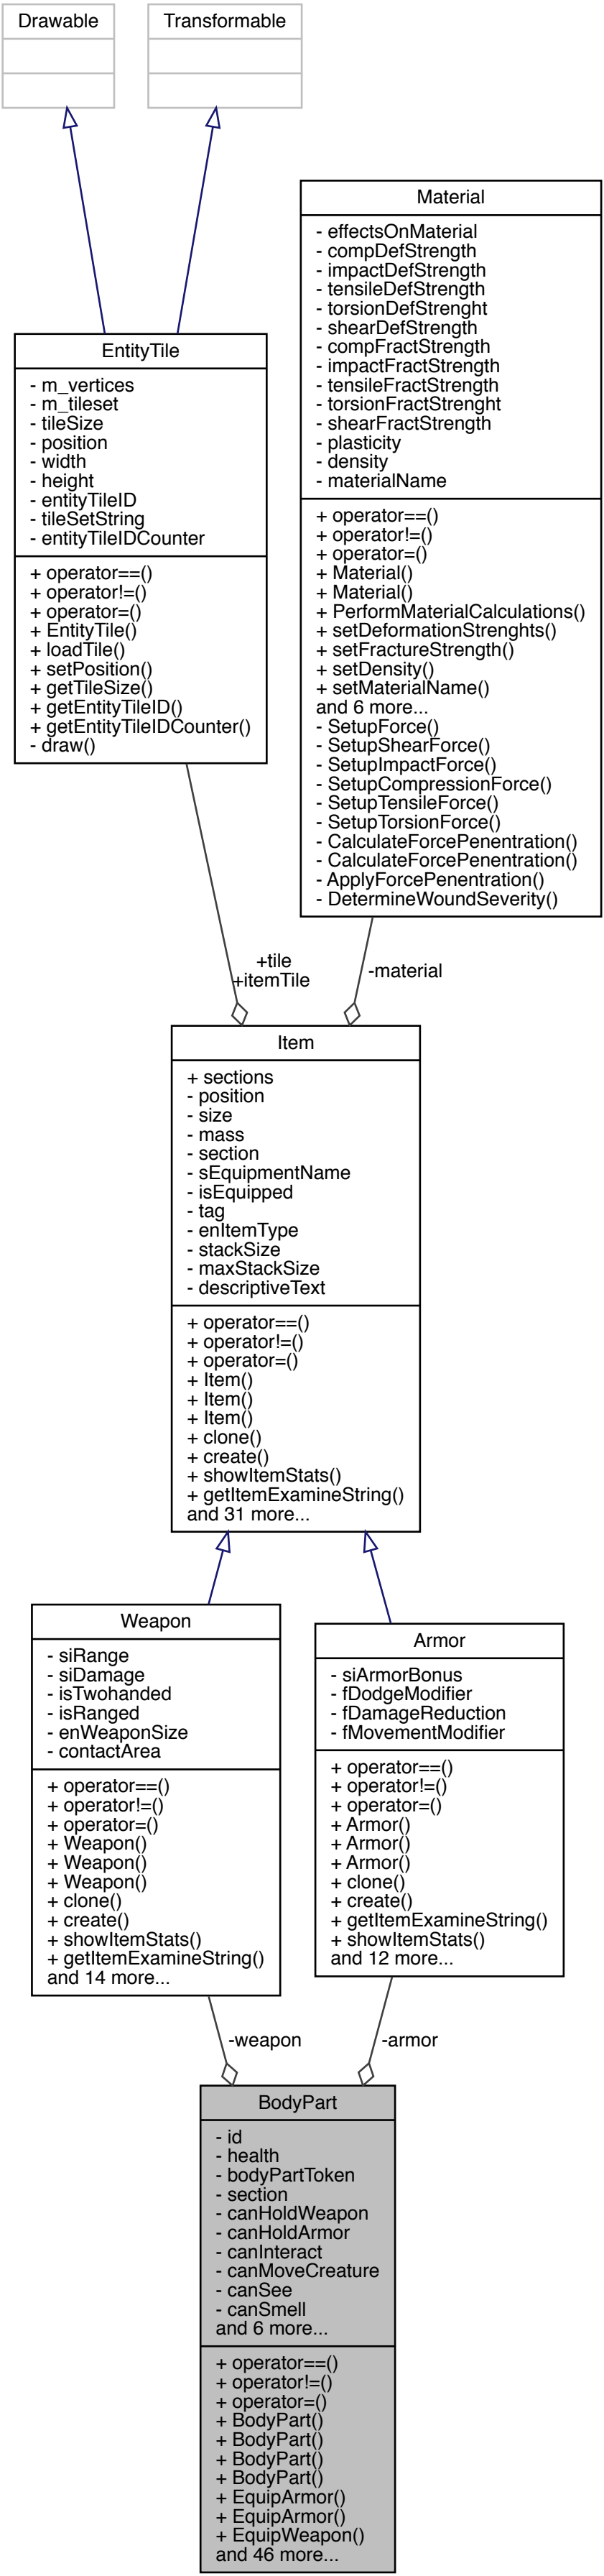 Drawable
Transformable
Material
- effectsOnMaterial
- compDefStrength
- impactDefStrength
- tensileDefStrength
- torsionDefStrenght
- shearDefStrength
- compFractStrength
- impactFractStrength
- tensileFractStrength
- torsionFractStrenght
- shearFractStrength
- plasticity
- density
- materialName
+ operator==()
+ operator!=()
+ operator=()
+ Material()
+ Material()
+ PerformMaterialCalculations()
+ setDeformationStrenghts()
+ setFractureStrength()
+ setDensity()
+ setMaterialName()
and 6 more...
- SetupForce()
- SetupShearForce()
- SetupImpactForce()
- SetupCompressionForce()
- SetupTensileForce()
- SetupTorsionForce()
- CalculateForcePenentration()
- CalculateForcePenentration()
- ApplyForcePenentration()
- DetermineWoundSeverity()
EntityTile
- m_vertices
- m_tileset
- tileSize
- position
- width
- height
- entityTileID
- tileSetString
- entityTileIDCounter
+ operator==()
+ operator!=()
+ operator=()
+ EntityTile()
+ loadTile()
+ setPosition()
+ getTileSize()
+ getEntityTileID()
+ getEntityTileIDCounter()
- draw()
+tile
+itemTile
-material
Item
+ sections
- position
- size
- mass
- section
- sEquipmentName
- isEquipped
- tag
- enItemType
- stackSize
- maxStackSize
- descriptiveText
+ operator==()
+ operator!=()
+ operator=()
+ Item()
+ Item()
+ Item()
+ clone()
+ create()
+ showItemStats()
+ getItemExamineString()
and 31 more...
Weapon
- siRange
- siDamage
- isTwohanded
- isRanged
- enWeaponSize
- contactArea
+ operator==()
+ operator!=()
+ operator=()
+ Weapon()
+ Weapon()
+ Weapon()
+ clone()
+ create()
+ showItemStats()
+ getItemExamineString()
and 14 more...
Armor
- siArmorBonus
- fDodgeModifier
- fDamageReduction
- fMovementModifier
+ operator==()
+ operator!=()
+ operator=()
+ Armor()
+ Armor()
+ Armor()
+ clone()
+ create()
+ getItemExamineString()
+ showItemStats()
and 12 more...
-weapon
-armor
BodyPart
- id
- health
- bodyPartToken
- section
- canHoldWeapon
- canHoldArmor
- canInteract
- canMoveCreature
- canSee
- canSmell
and 6 more...
+ operator==()
+ operator!=()
+ operator=()
+ BodyPart()
+ BodyPart()
+ BodyPart()
+ BodyPart()
+ EquipArmor()
+ EquipArmor()
+ EquipWeapon()
and 46 more...